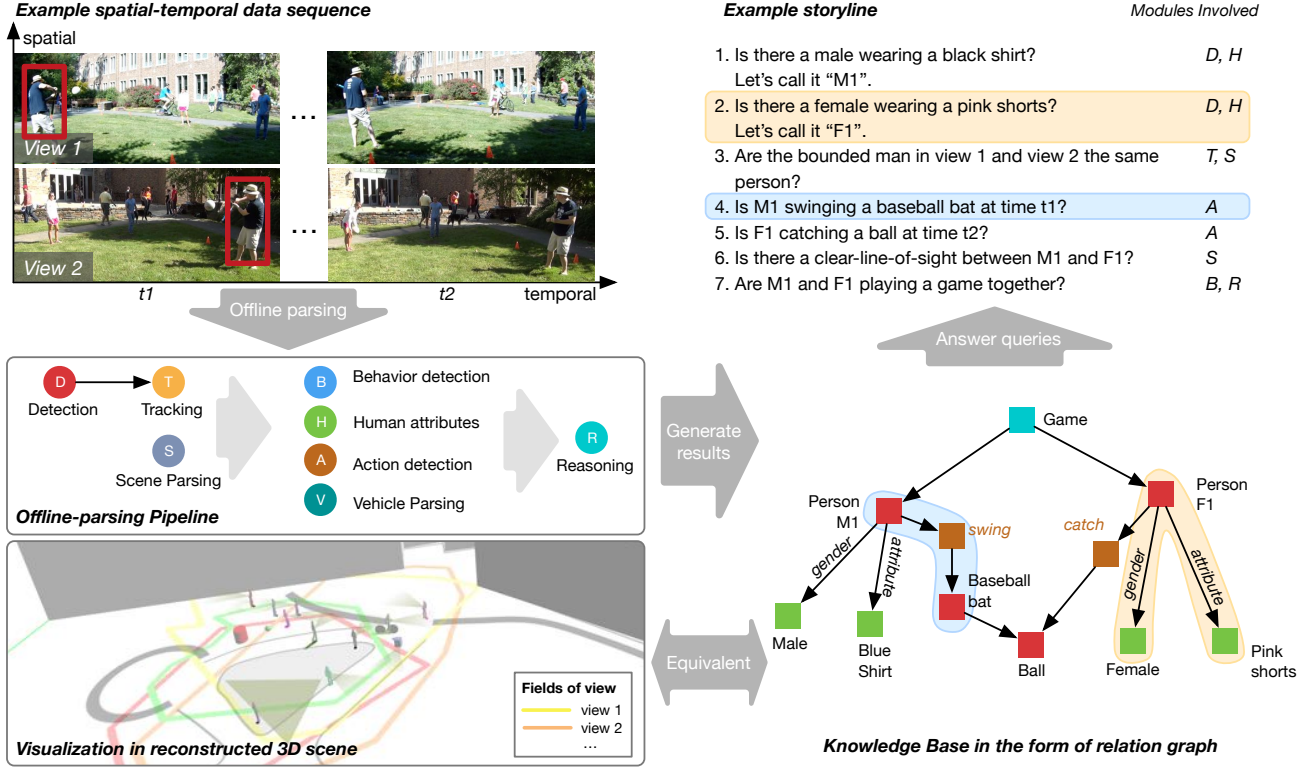 Example spatial-temporal data sequence
spatial
View 1
...
View 2
...
t1
t2
temporal
Offline parsing
Example storyline
Modules Involved
1. Is there a male wearing a black shirt?
D, H
Let's call it "M1".
2. Is there a female wearing a pink shorts?
D, H
Let's call it "F1".
3. Are the bounded man in view 1 and view 2 the same
T, S
person?
4. Is M1 swinging a baseball bat at time t1?
A
5. Is F1 catching a ball at time t2?
A
6. Is there a clear-line-of-sight between M1 and F1?
S
7. Are M1 and F1 playing a game together?
B, R
Answer queries
D
Detection
T
Tracking
S
Scene Parsing
B
Behavior detection
H
Human attributes
A
Action detection
V
Vehicle Parsing
R
Reasoning
Offline-parsing Pipeline
Generate
results
Game
Person
M1
Person
F1
swing
catch
gender
attribute
gender
attribute
Baseball
bat
Male
Blue
Shirt
Ball
Female
Pink
shorts
Equivalent
Fields of view
view 1
view 2
...
Visualization in reconstructed 3D scene
Knowledge Base in the form of relation graph